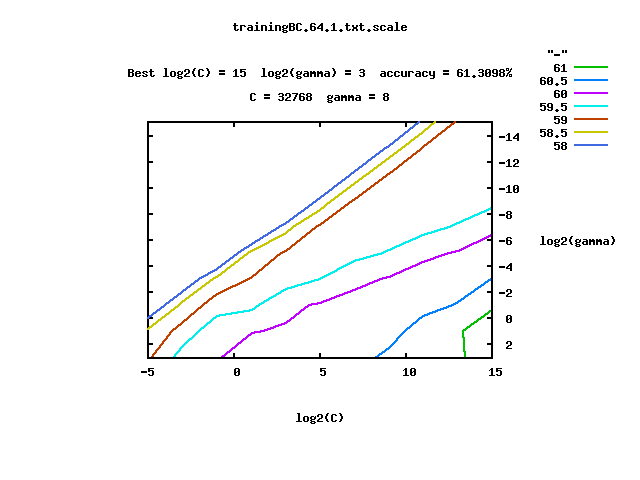 trainingBC.64.1.txt.scale
Best log2(C) = 15 log2(gamma) = 3 accuracy = 61.3098%
C = 32768 gamma = 8
"-"
61
60.5
60
59.5
59
58.5
58
-14
-12
-10
-8
-6
-4
-2
0
2
log2(gamma)
-5 0 5 10 15
log2(C)